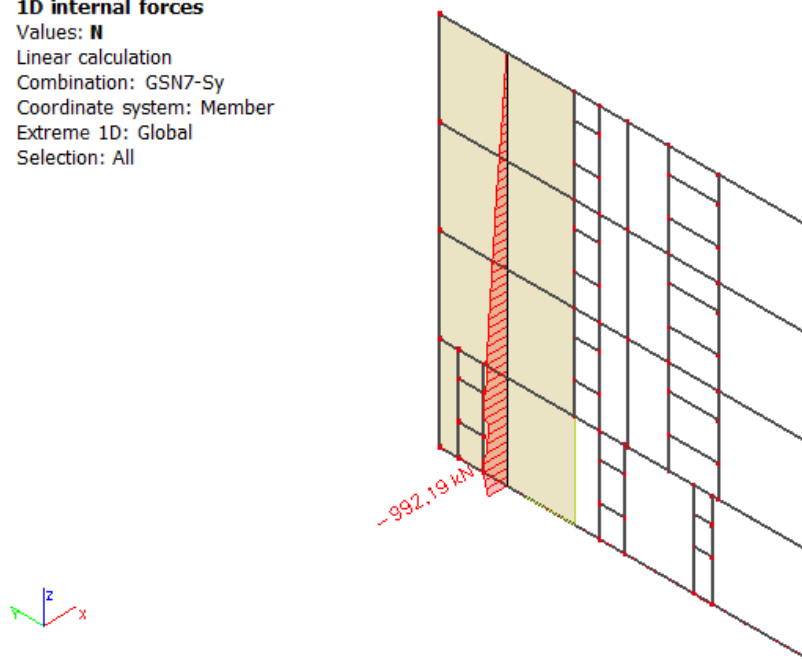 1D internal forces
Values: N
Linear calculation
Combination: GSN7-Sy
Coordinate system: Member
Extreme 1D: Global
Selection: All
-992,19 kN
z
Y
x